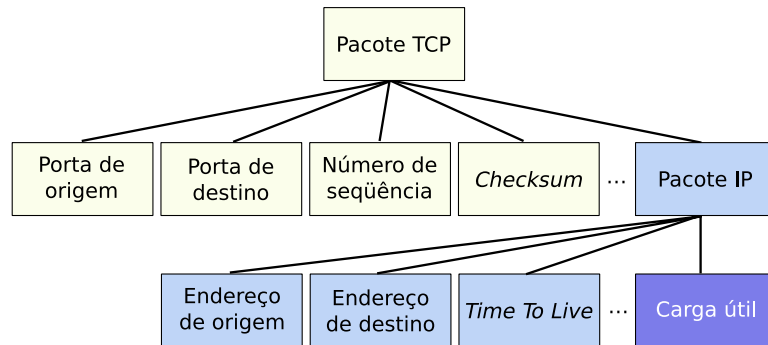 Pacote TCP
Porta de
origem
Porta de
destino
Número de
seqüência
Checksum
...
Pacote IP
Endereço
de origem
Endereço
de destino
Time To Live
...
Carga útil